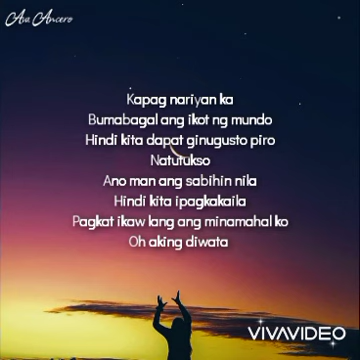 Ava Ancero
Kapag nariyan ka
Bumabagal ang ikot ng mundo
Hindi kita dapat ginugusto piro
Natutukso
Ano man ang sabihin nila
Hindi kita ipagkakaila
Pagkat ikaw lang ang minamahal ko
Oh aking diwata
VIVAVIDEO